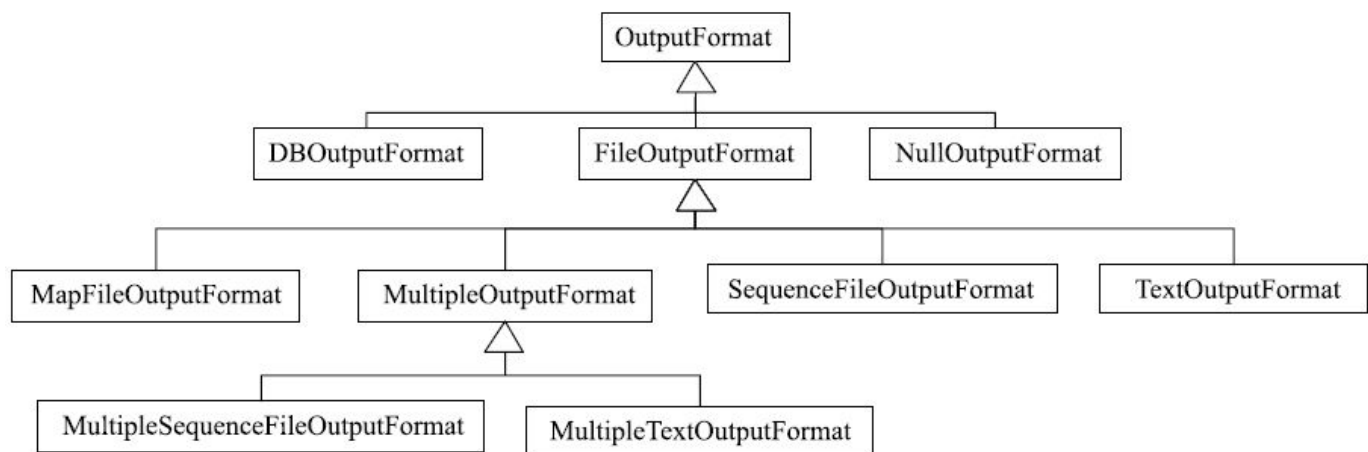 OutputFormat
DBOutputFormat
FileOutputFormat
NullOutputFormat
MapFileOutputFormat
MultipleOutputFormat
SequenceFileOutputFormat
TextOutputFormat
MultipleSequenceFileOutputFormat
MultipleTextOutputFormat